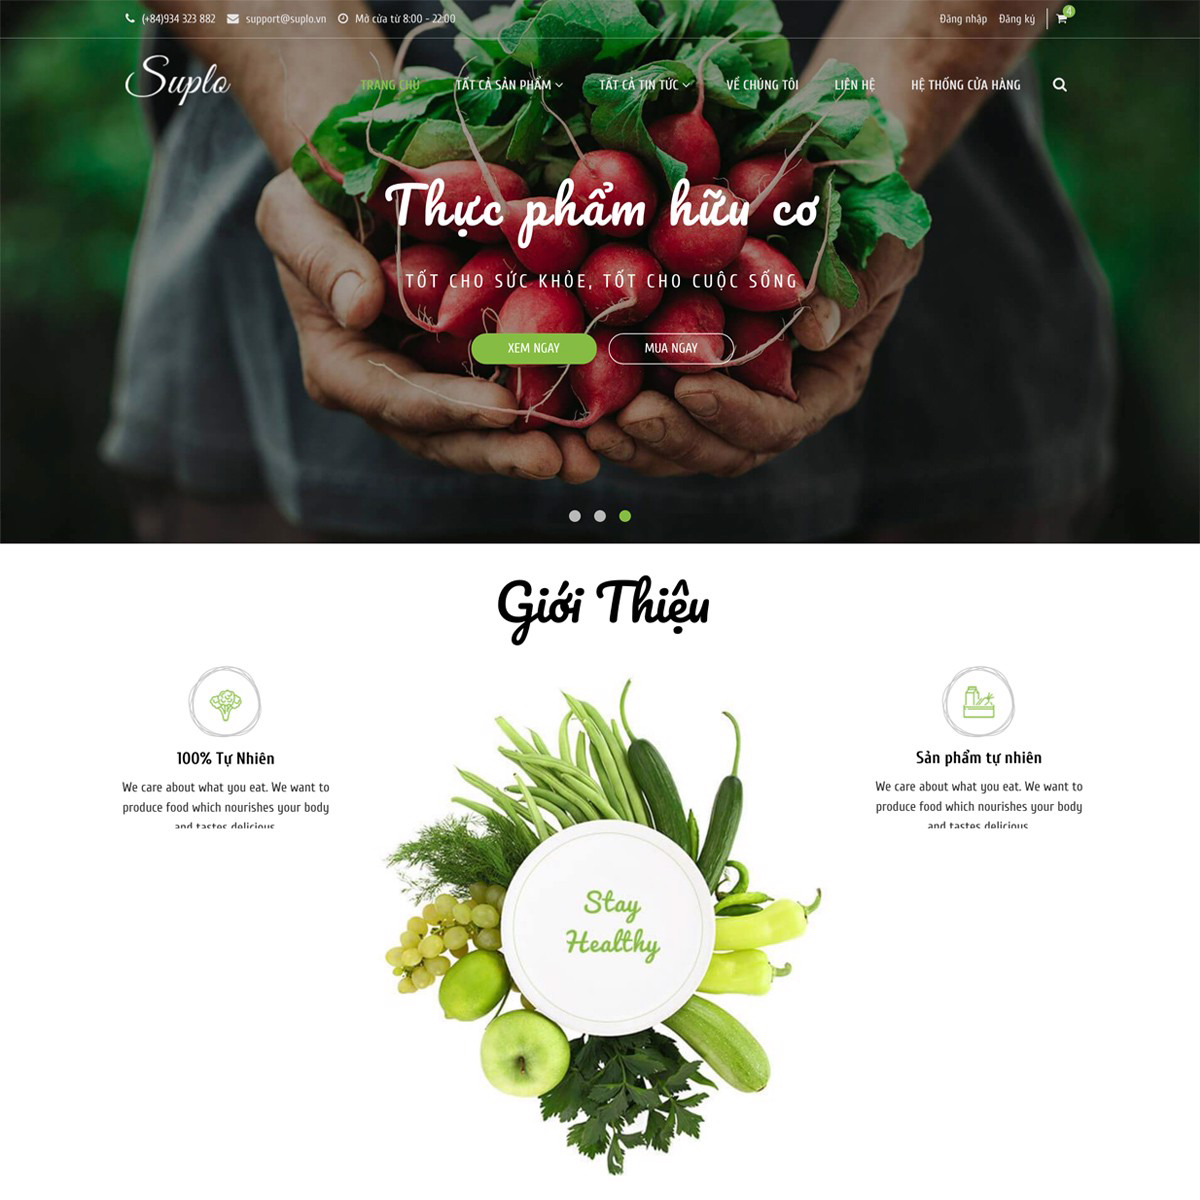 (+84)934 323 882 support@suplo.vn Mở cửa từ 8:00 - 22:00 Đăng nhập Đăng ký 4
Suplo TRANG CHỦ TẤT CẢ SẢN PHẨM TẤT CẢ TIN TỨC VỀ CHÚNG TÔI LIÊN HỆ HỆ THỐNG CỬA HÀNG
Thực phẩm hữu cơ
TỐT CHO SỨC KHỎE, TỐT CHO CUỘC SỐNG
XEM NGAY MUA NGAY
Giới Thiệu
100% Tự Nhiên
We care about what you eat. We want to
produce food which nourishes your body
and tastes delicious
Stay
Healthy
Sản phẩm tự nhiên
We care about what you eat. We want to
produce food which nourishes your body
and tastes delicious